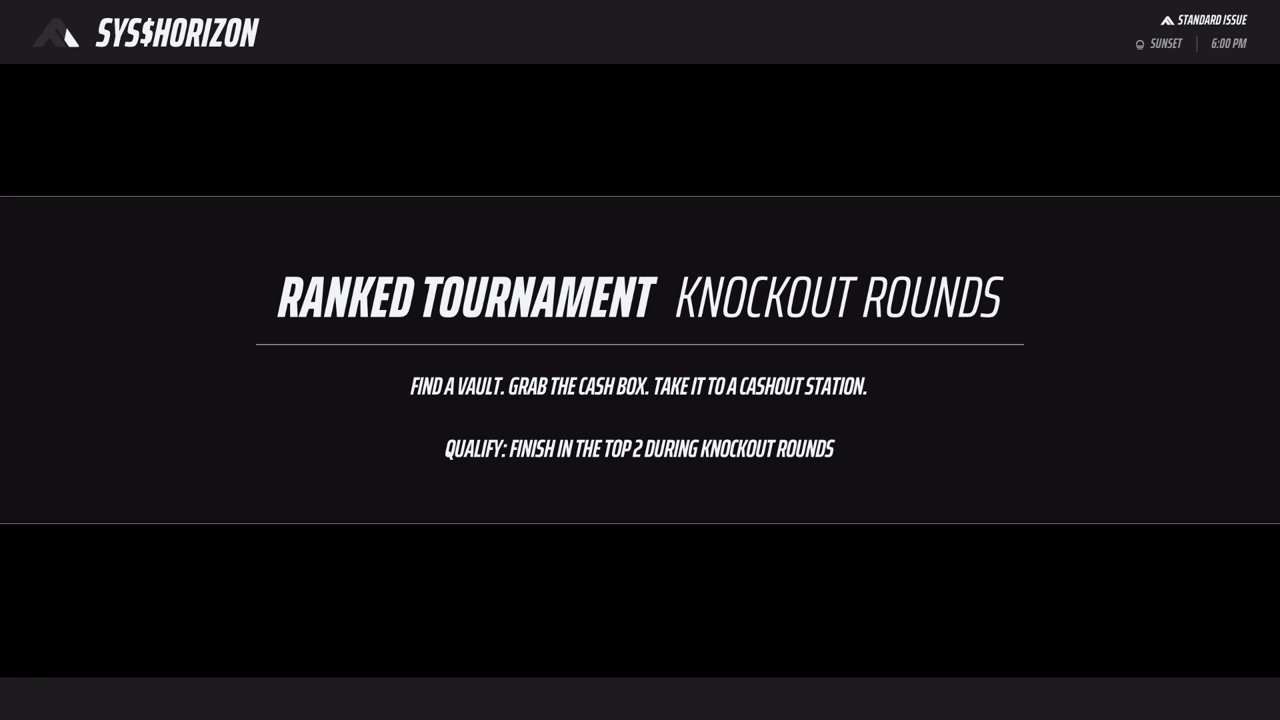 SYS$HORIZON
STANDARD ISSUE
SUNSET
6:00 PM
RANKED TOURNAMENT KNOCKOUT ROUNDS
FIND A VAULT. GRAB THE CASH BOX. TAKE IT TO A CASHOUT STATION.
QUALIFY: FINISH IN THE TOP 2 DURING KNOCKOUT ROUNDS